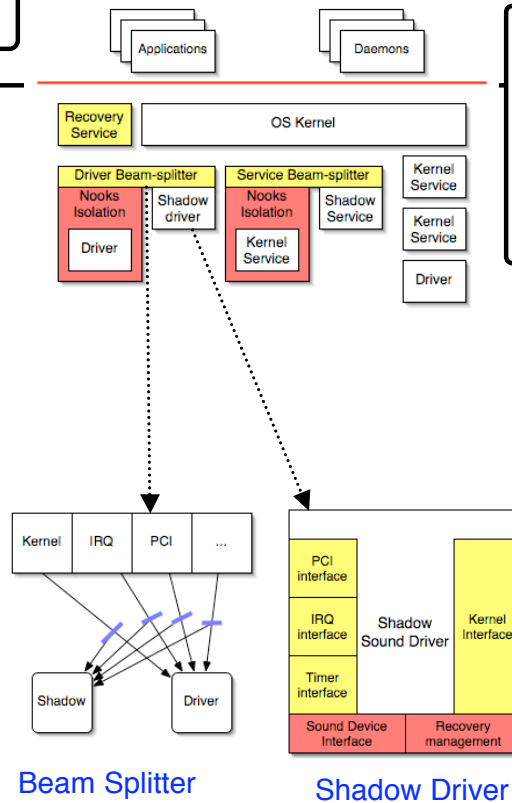 Applications
Daemons
Recovery
Service
OS Kernel
Driver Beam-splitter
Nooks
Isolation
Driver
Shadow
driver
Service Beam-splitter
Nooks
Isolation
Kernel
Service
Shadow
Service
Kernel
Service
Kernel
Service
Driver
Kernel
IRQ
PCI
...
Shadow
Driver
Beam Splitter
PCI
interface
IRQ
interface
Timer
interface
Shadow
Sound Driver
Kernel
Interface
Sound Device
Interface
Recovery
management
Shadow Driver